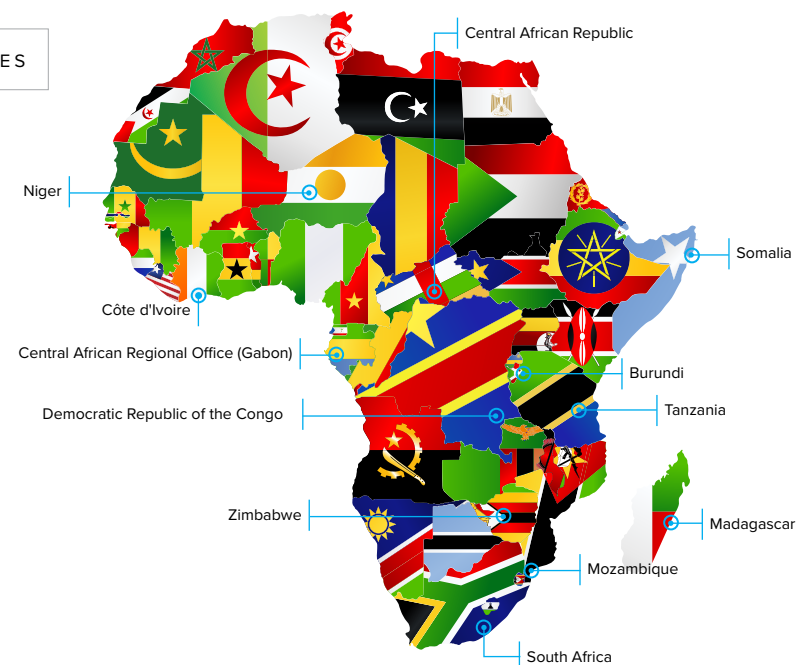 ES
Central African Republic
Niger
Somalia
Côte d'Ivoire
Central African Regional Office (Gabon)
Burundi
Democratic Republic of the Congo
Tanzania
Zimbabwe
Madagascar
Mozambique
South Africa